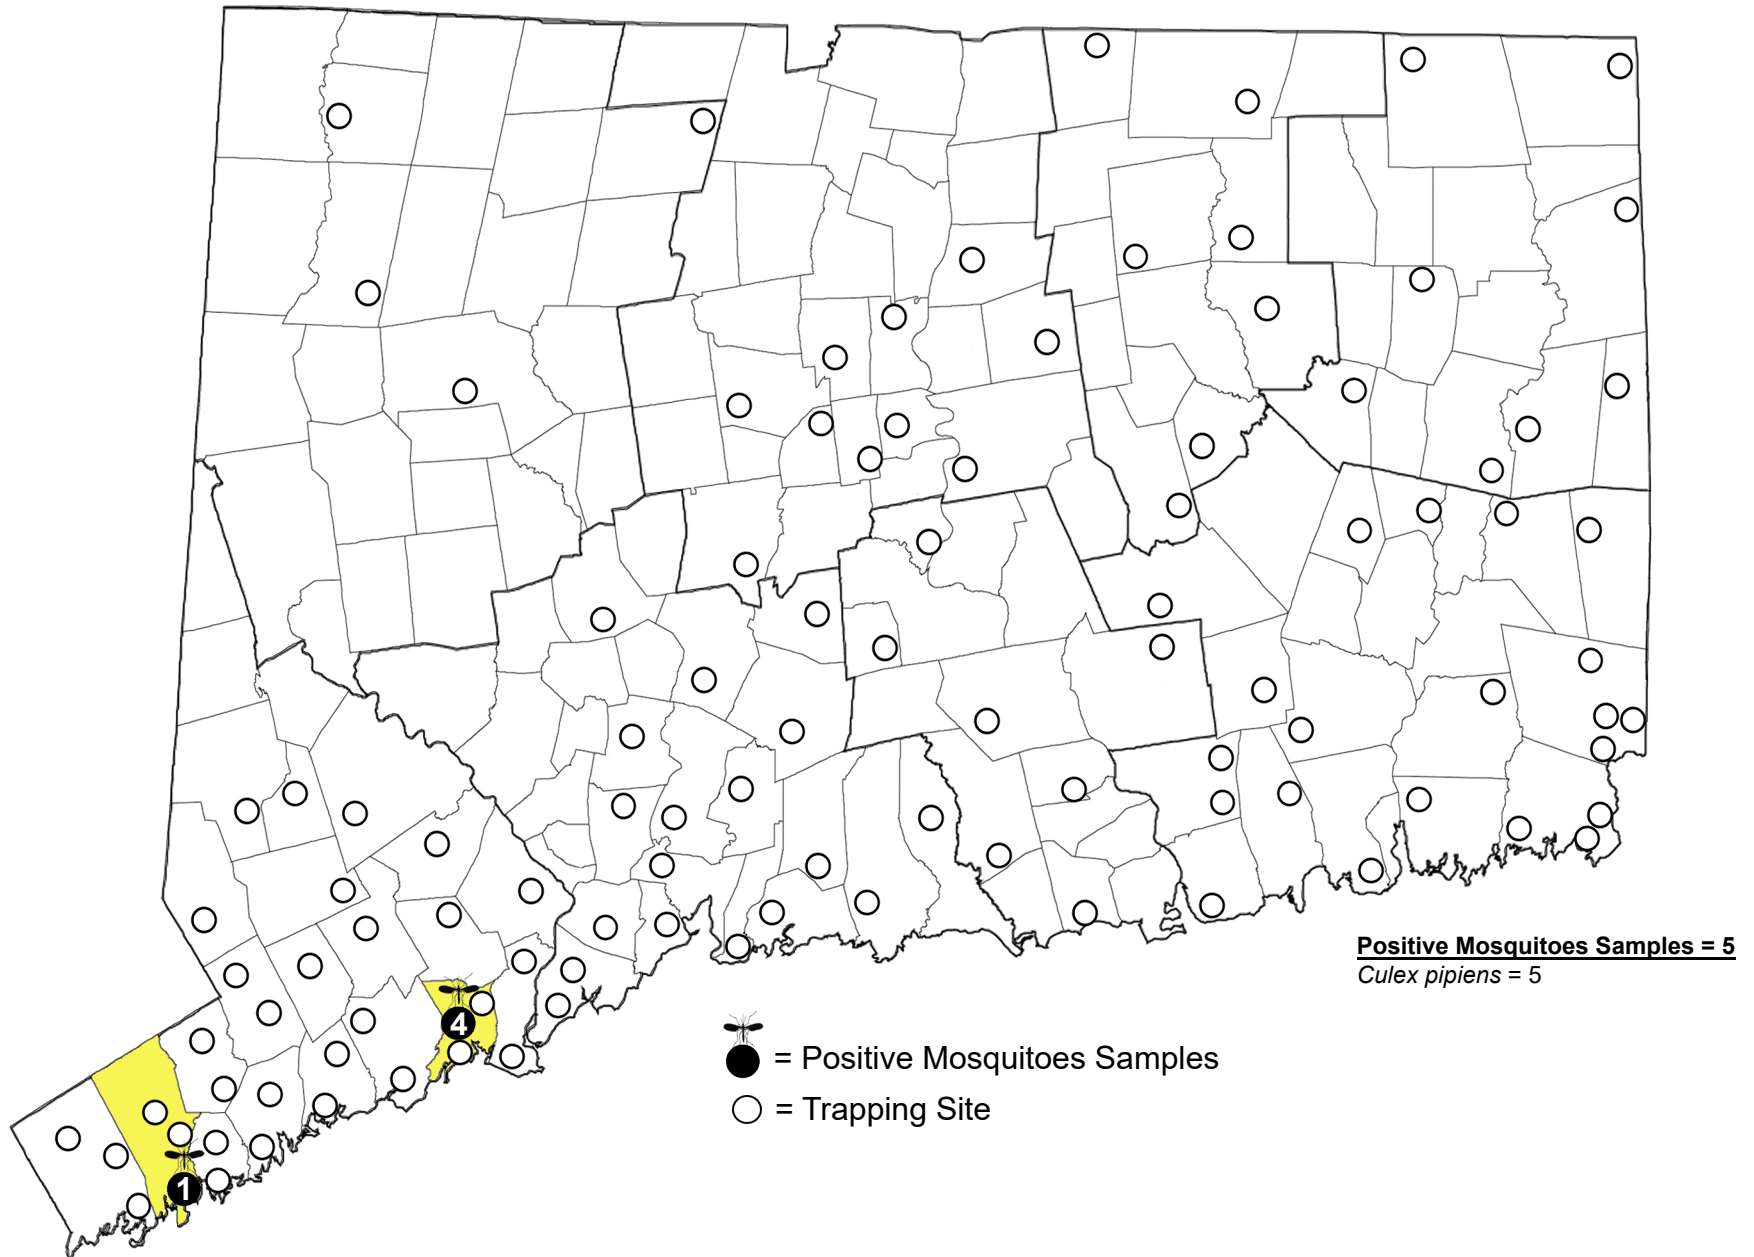 4
1
Positive Mosquitoes Samples = 5
Culex pipiens = 5
= Positive Mosquitoes Samples
= Trapping Site